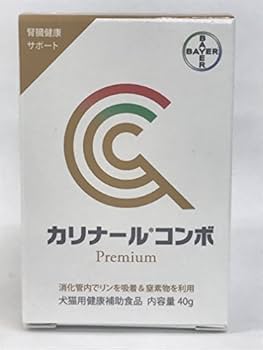 腎臓健康
サポート
BAYER
BAYER
カリナール®コンボ
Premium
消化管内でリンを吸着＆窒素物を利用
犬猫用健康補助食品 内容量 40g